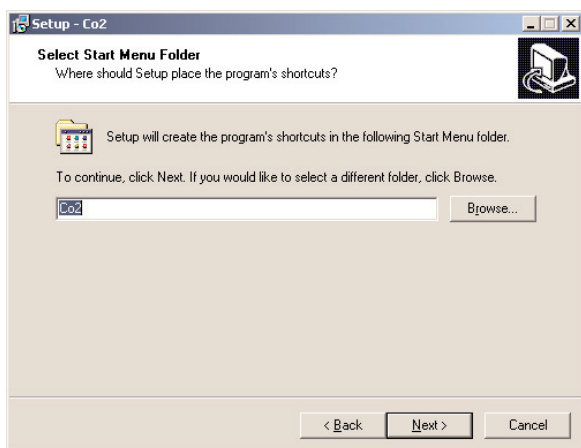 Setup - Co2
Select Start Menu Folder
Where should Setup place the program's shortcuts?
Setup will create the program's shortcuts in the following Start Menu folder.
To continue, click Next. If you would like to select a different folder, click Browse.
Co2
Browse...
< Back
Next >
Cancel